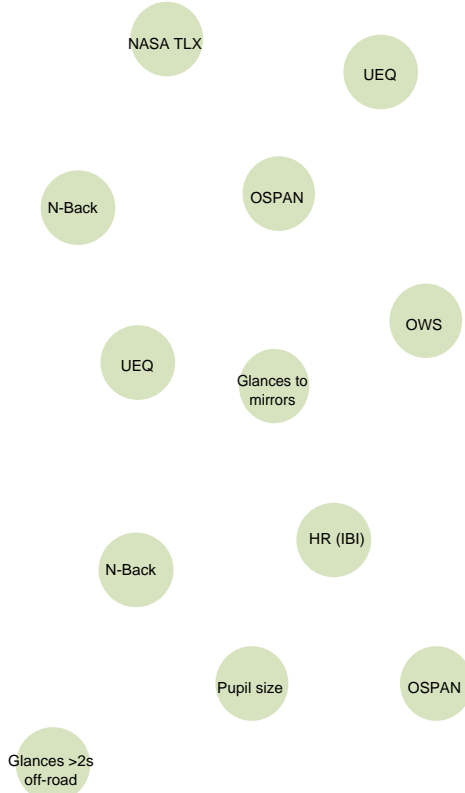 NASA TLX
UEQ
N-Back
OSPAN
OWS
UEQ
Glances to
mirrors
HR (IBI)
N-Back
Pupil size
OSPAN
Glances >2s
off-road